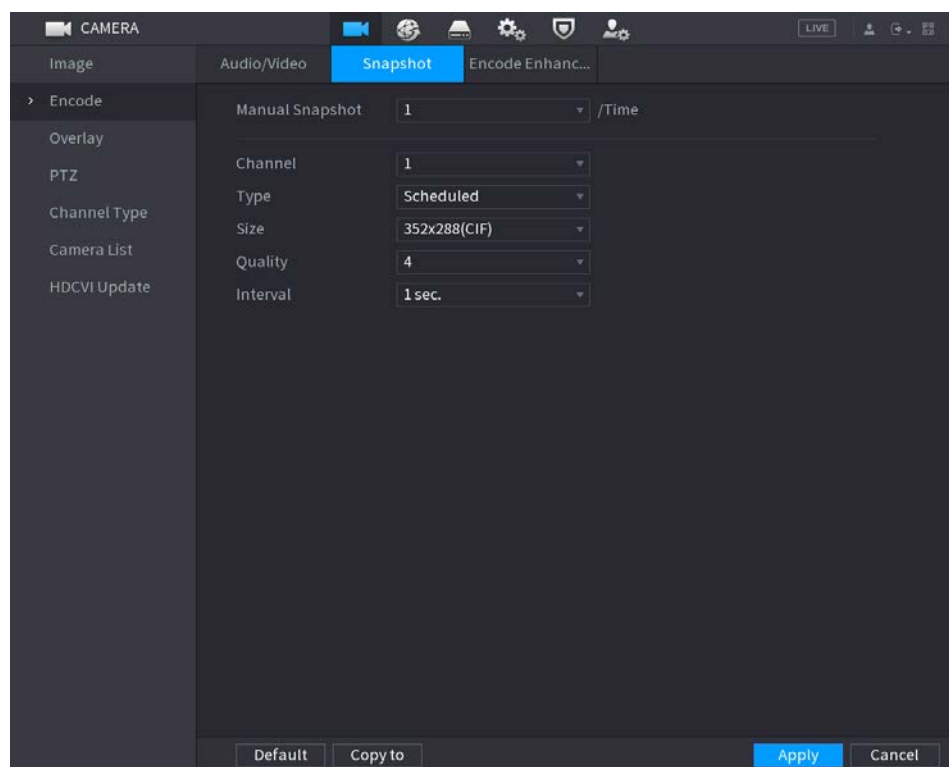 CAMERA
LIVE
Image
Audio/Video
Snapshot
Encode Enhanc...
Encode
Manual Snapshot
1
/Time
Overlay
Channel
1
PTZ
Type
Scheduled
Channel Type
Size
352x288(CIF)
Camera List
Quality
4
HDCVI Update
Interval
1 sec.
Default
Copy to
Apply
Cancel